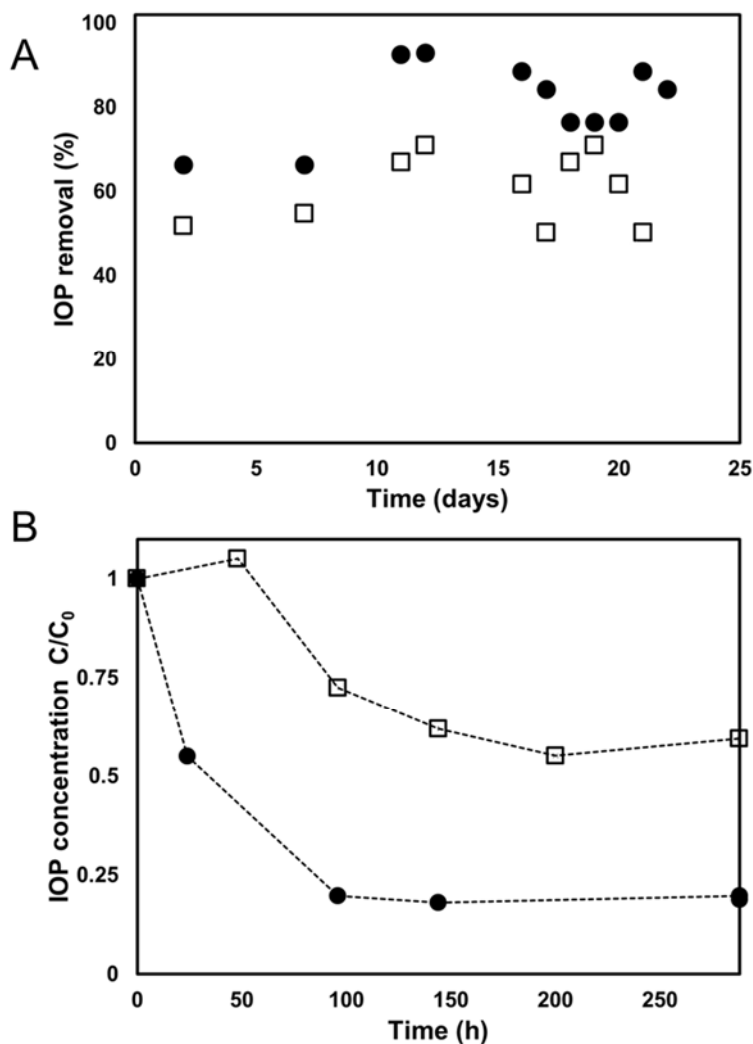 A
IOP removal (%)
100
80
60
40
20
0
0 5 10 15 20 25
Time (days)
B
IOP concentration C/C₀
1
0.75
0.5
0.25
0
0 50 100 150 200 250
Time (h)